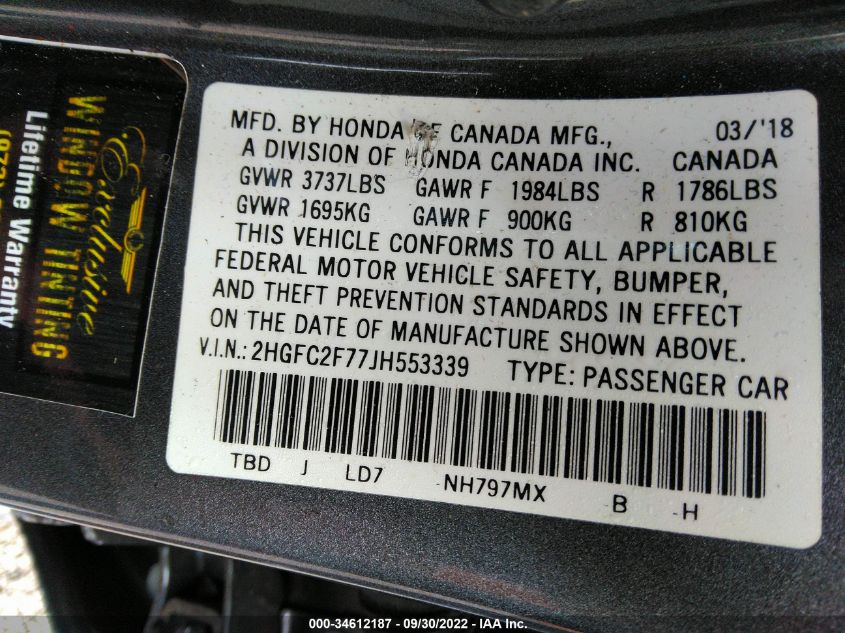 MFD. BY HONDA OF CANADA MFG., 03/'18
A DIVISION OF HONDA CANADA INC. CANADA
GVWR 3737LBS GAWR F 1984LBS R 1786LBS
GVWR 1695KG GAWR F 900KG R 810KG
THIS VEHICLE CONFORMS TO ALL APPLICABLE
FEDERAL MOTOR VEHICLE SAFETY, BUMPER,
AND THEFT PREVENTION STANDARDS IN EFFECT
ON THE DATE OF MANUFACTURE SHOWN ABOVE.
V.I.N.: 2HGFC2F77JH553339 TYPE: PASSENGER CAR
TBD J LD7 -NH797MX -B -H
Exclusive
WINDOW TINTING
Lifetime Warranty
000-34612187 - 09/30/2022 - IAA Inc.